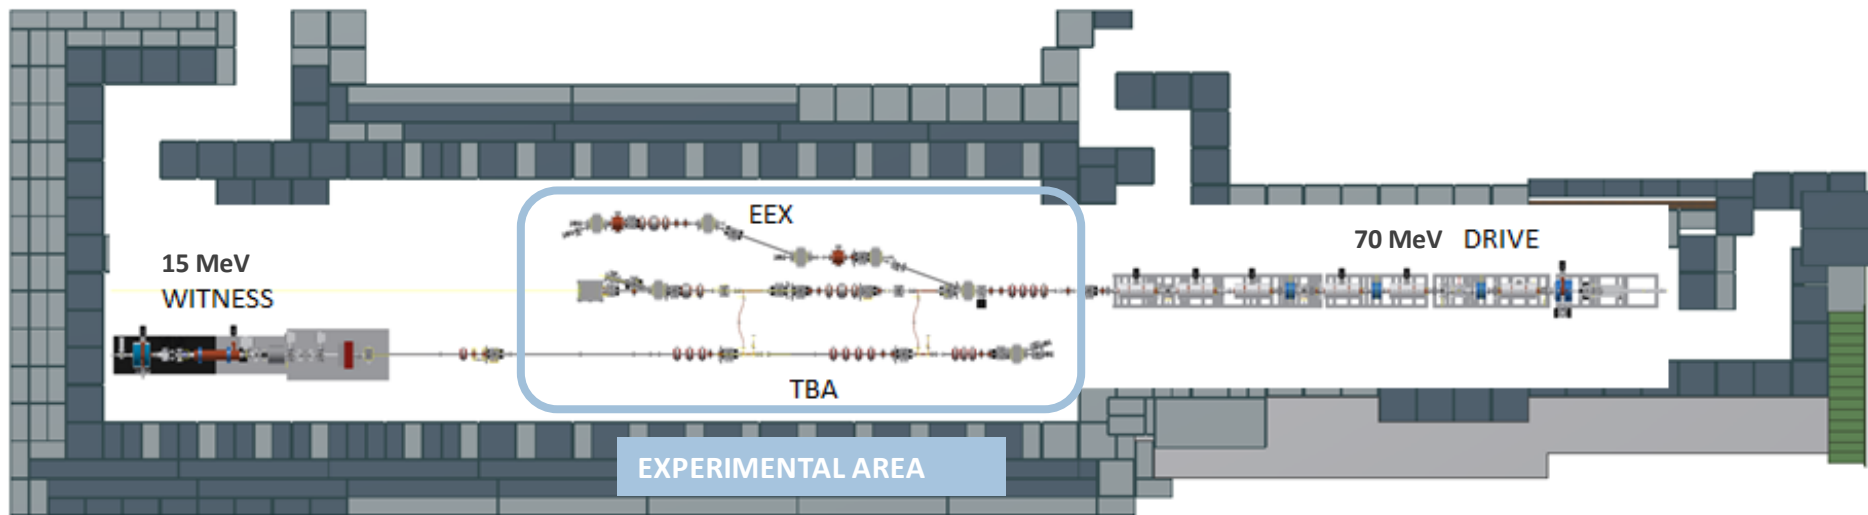 EEX
70 MeV DRIVE
15 MeV
WITNESS
TBA
EXPERIMENTAL AREA